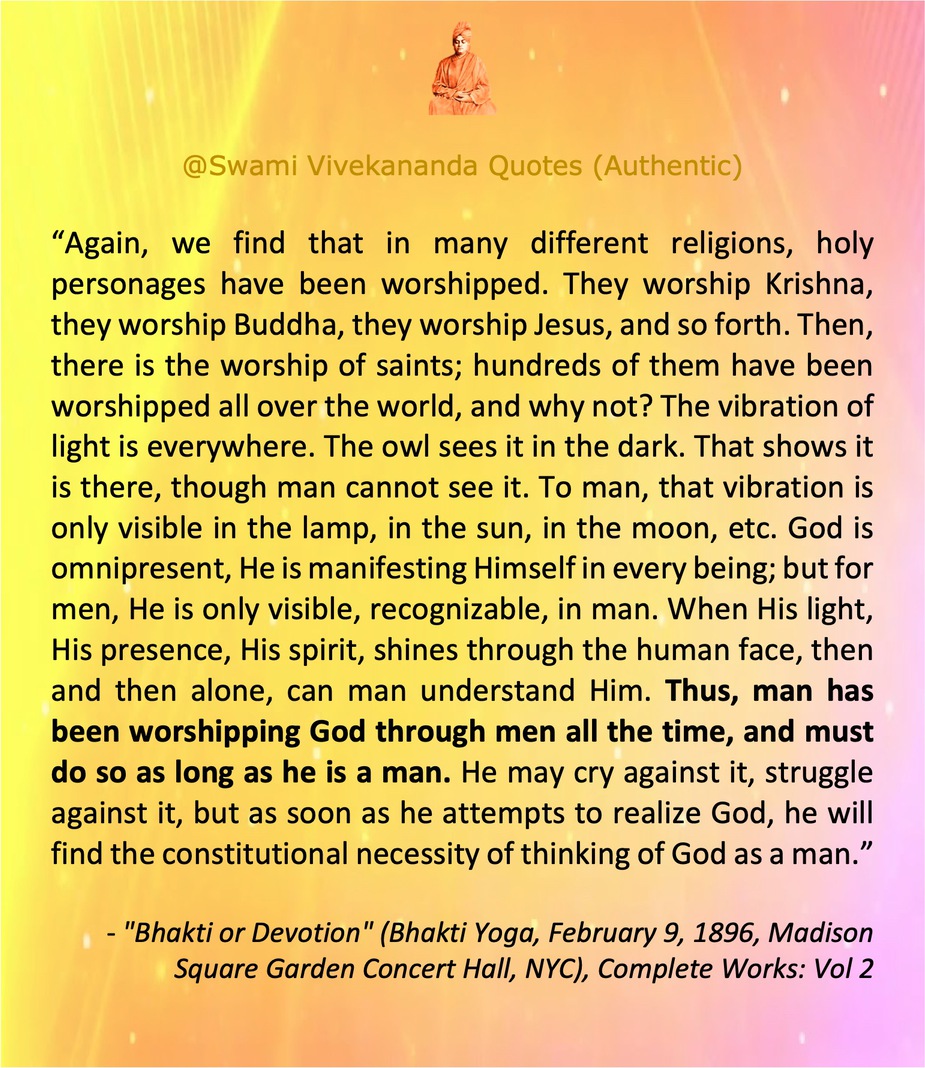 @Swami Vivekananda Quotes (Authentic)
“Again, we find that in many different religions, holy
personages have been worshipped. They worship Krishna,
they worship Buddha, they worship Jesus, and so forth. Then,
there is the worship of saints; hundreds of them have been
worshipped all over the world, and why not? The vibration of
light is everywhere. The owl sees it in the dark. That shows it
is there, though man cannot see it. To man, that vibration is
only visible in the lamp, in the sun, in the moon, etc. God is
omnipresent, He is manifesting Himself in every being; but for
men, He is only visible, recognizable, in man. When His light,
His presence, His spirit, shines through the human face, then
and then alone, can man understand Him. Thus, man has
been worshipping God through men all the time, and must
do so as long as he is a man. He may cry against it, struggle
against it, but as soon as he attempts to realize God, he will
find the constitutional necessity of thinking of God as a man.”
- "Bhakti or Devotion" (Bhakti Yoga, February 9, 1896, Madison
Square Garden Concert Hall, NYC), Complete Works: Vol 2